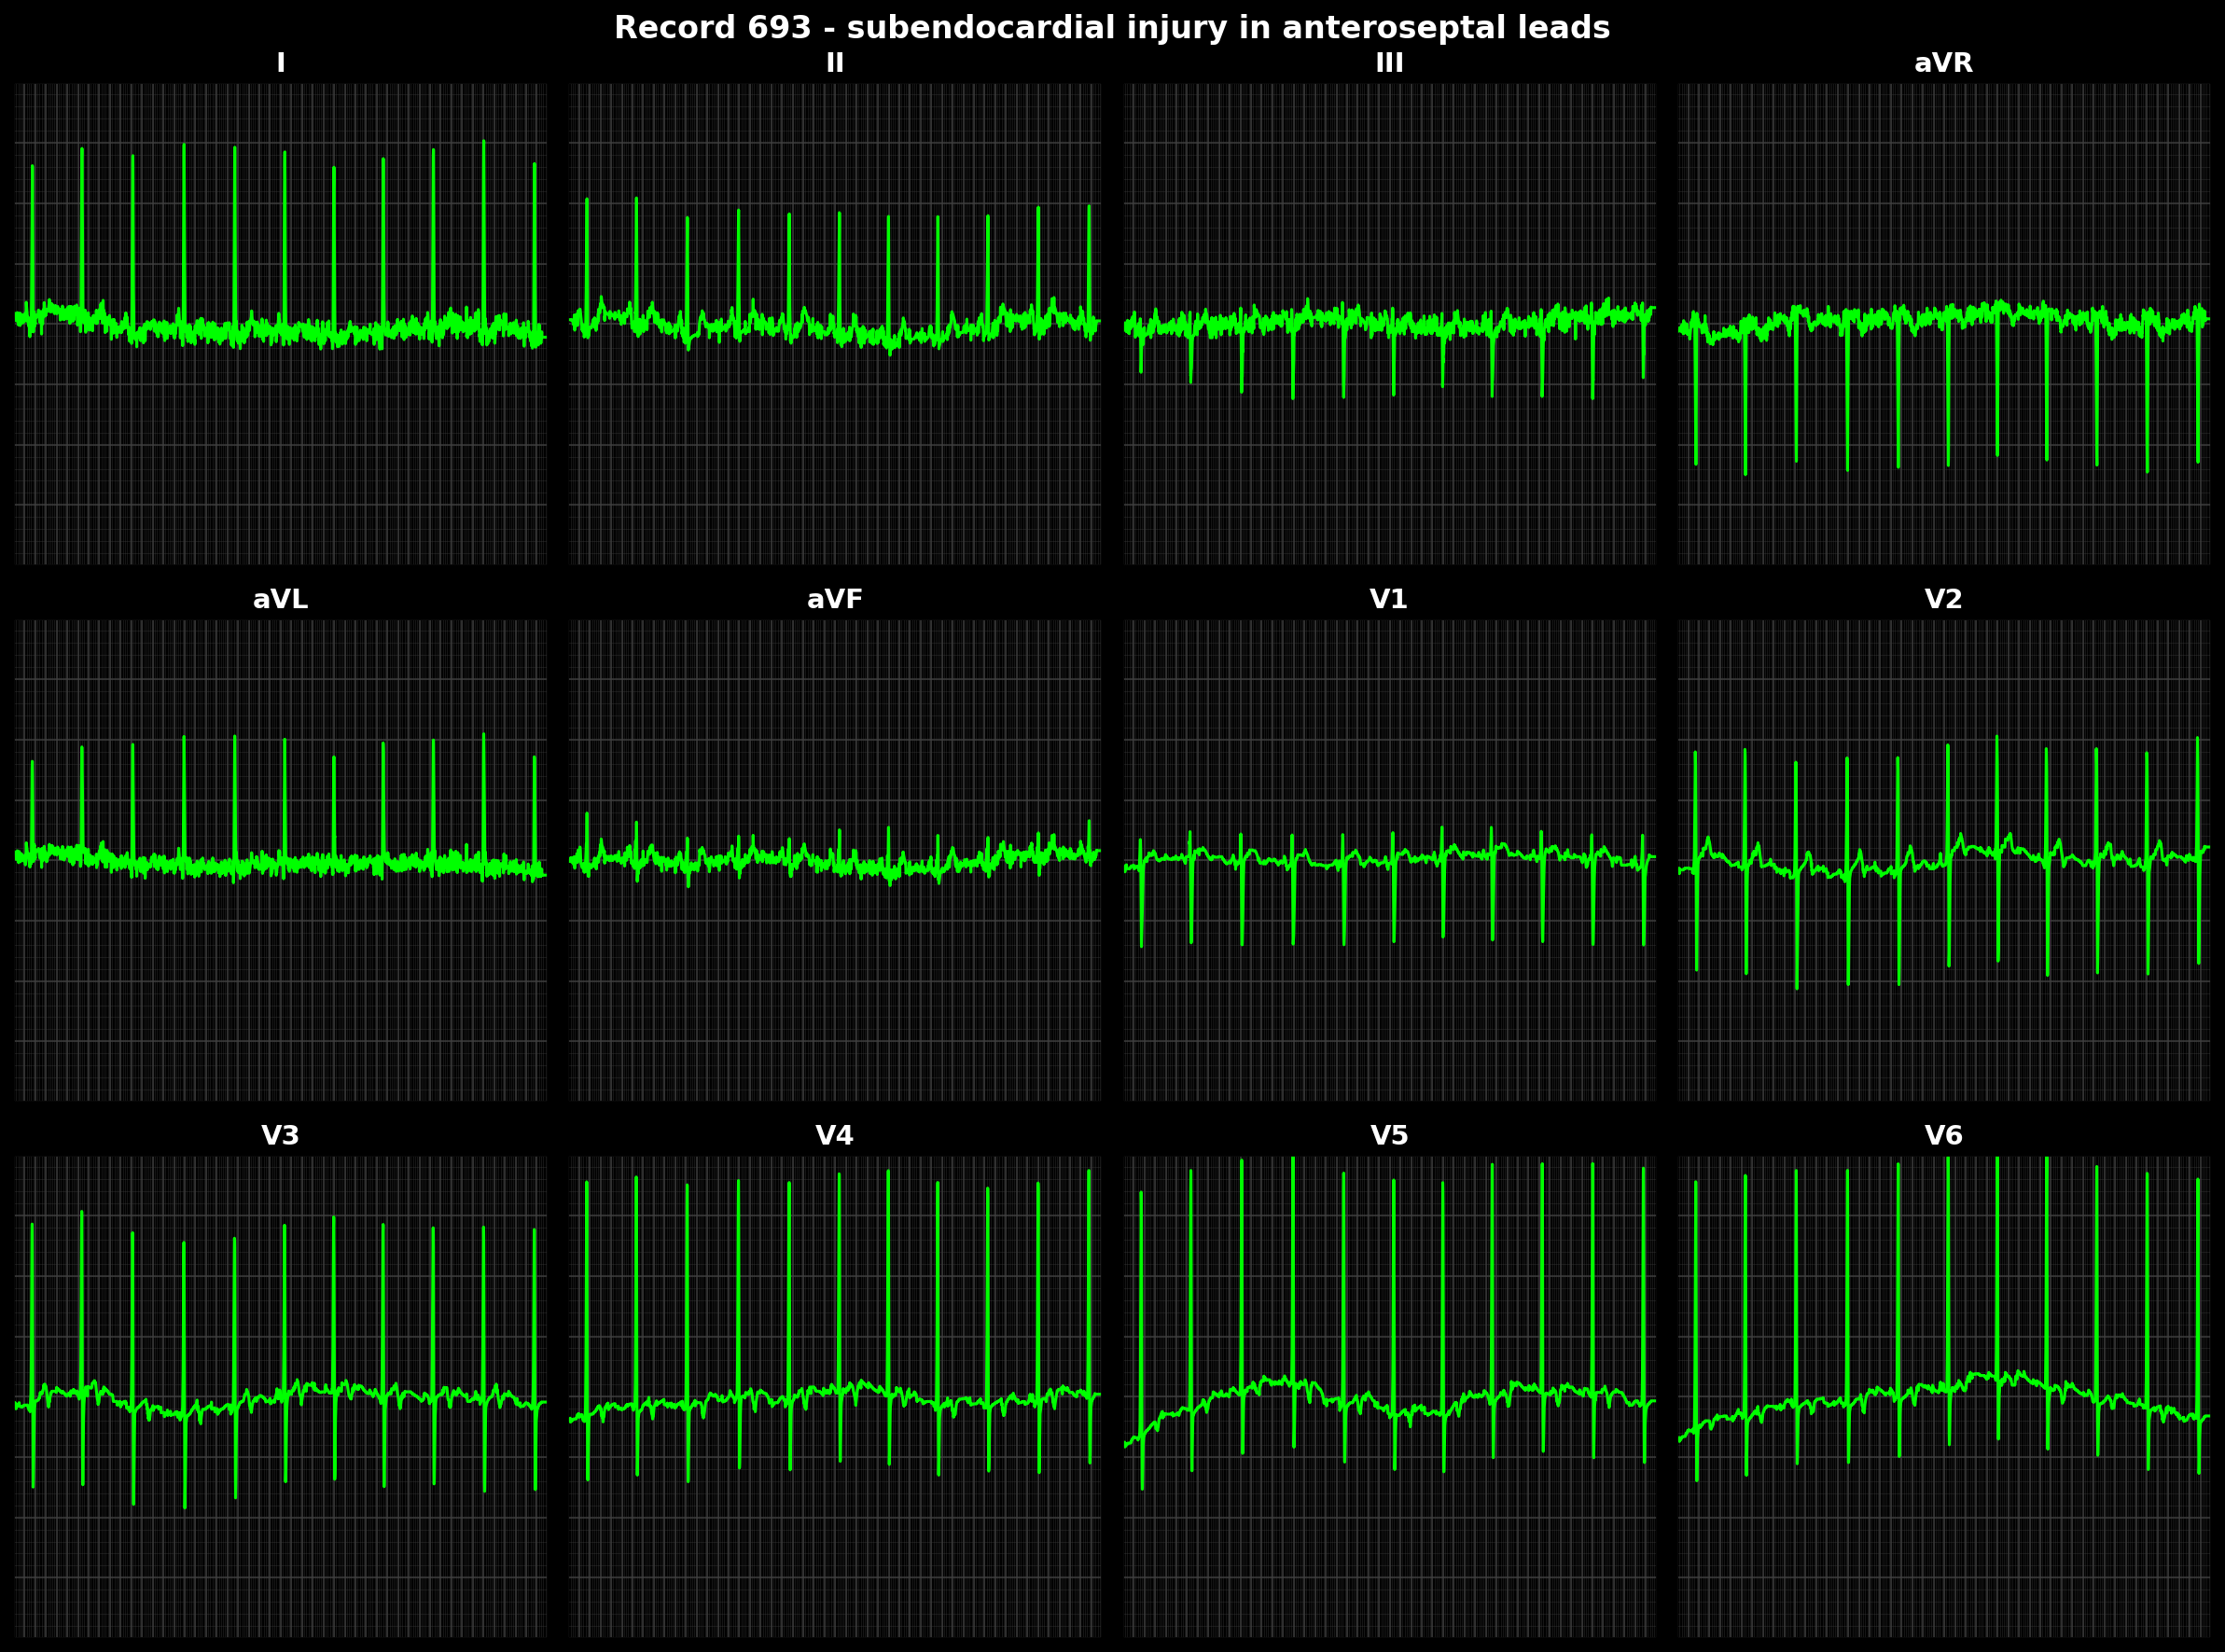 Record 693 - subendocardial injury in anteroseptal leads
I II III aVR
aVL aVF V1 V2
V3 V4 V5 V6